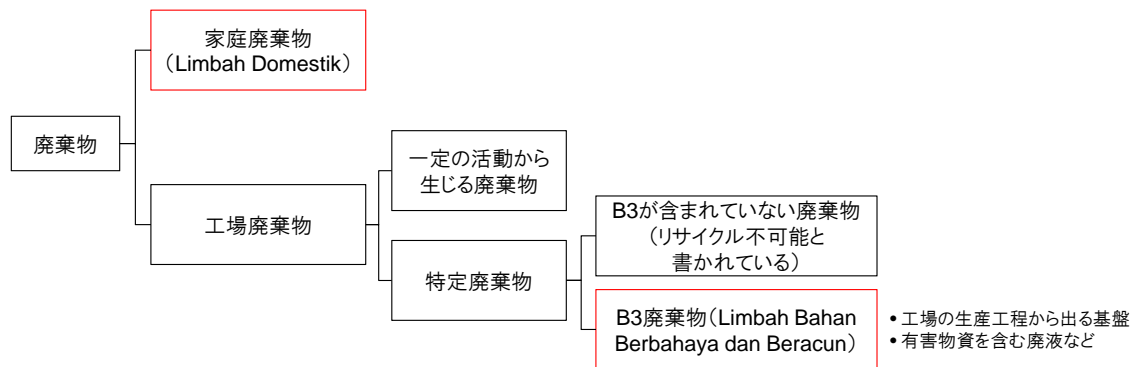 家庭廃棄物
（Limbah Domestik）
廃棄物
工場廃棄物
一定の活動から
生じる廃棄物
特定廃棄物
B3が含まれていない廃棄物
（リサイクル不可能と
書かれている）
B3廃棄物（Limbah Bahan
Berbahaya dan Beracun）
• 工場の生産工程から出る基盤
• 有害物資を含む廃液など